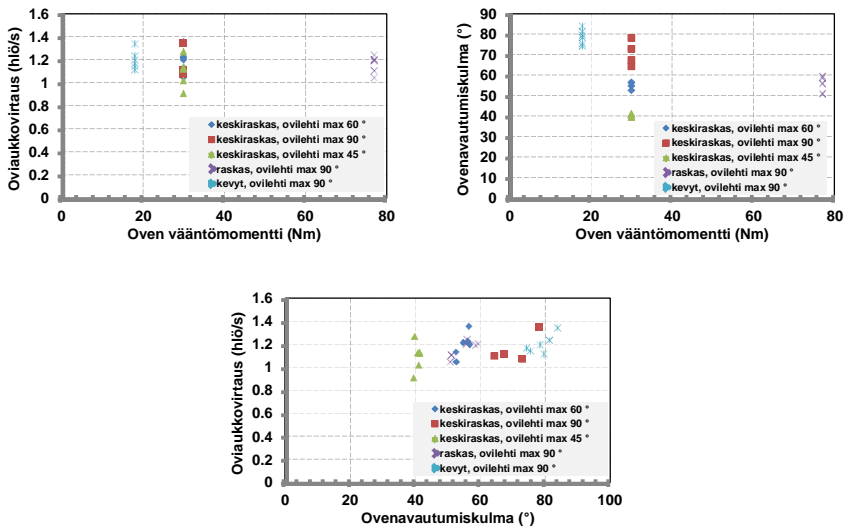 1.6
1.4
1.2
1
0.8
0.6
0.4
0.2
0
Oviaukkovirtaus (hlö/s)
keskiraskas, ovilehti max 60 °
keskiraskas, ovilehti max 90 °
keskiraskas, ovilehti max 45 °
raskas, ovilehti max 90 °
kevyt, ovilehti max 90 °
0 20 40 60 80
Oven vääntömomentti (Nm)
90
80
70
60
50
40
30
20
10
0
Ovenavautumiskulma (°)
keskiraskas, ovilehti max 60 °
keskiraskas, ovilehti max 90 °
keskiraskas, ovilehti max 45 °
raskas, ovilehti max 90 °
kevyt, ovilehti max 90 °
0 20 40 60 80
Oven vääntömomentti (Nm)
1.6
1.4
1.2
1
0.8
0.6
0.4
0.2
0
Oviaukkovirtaus (hlö/s)
keskiraskas, ovilehti max 60 °
keskiraskas, ovilehti max 90 °
keskiraskas, ovilehti max 45 °
raskas, ovilehti max 90 °
kevyt, ovilehti max 90 °
0 20 40 60 80 100
Ovenavautumiskulma (°)